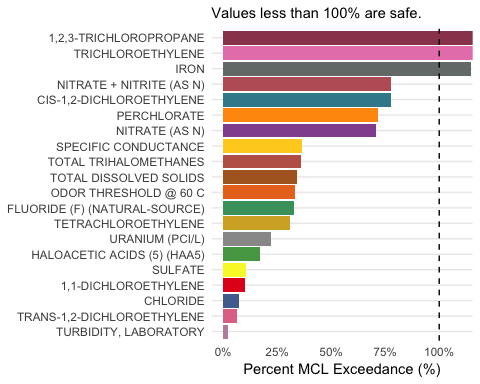 Values less than 100% are safe.
1,2,3-TRICHLOROPROPANE
TRICHLOROETHYLENE
IRON
NITRATE + NITRITE (AS N)
CIS-1,2-DICHLOROETHYLENE
PERCHLORATE
NITRATE (AS N)
SPECIFIC CONDUCTANCE
TOTAL TRIHALOMETHANES
TOTAL DISSOLVED SOLIDS
ODOR THRESHOLD @ 60 C
FLUORIDE (F) (NATURAL-SOURCE)
TETRACHLOROETHYLENE
URANIUM (PCI/L)
HALOACETIC ACIDS (5) (HAA5)
SULFATE
1,1-DICHLOROETHYLENE
CHLORIDE
TRANS-1,2-DICHLOROETHYLENE
TURBIDITY, LABORATORY
0% 25% 50% 75% 100%
Percent MCL Exceedance (%)